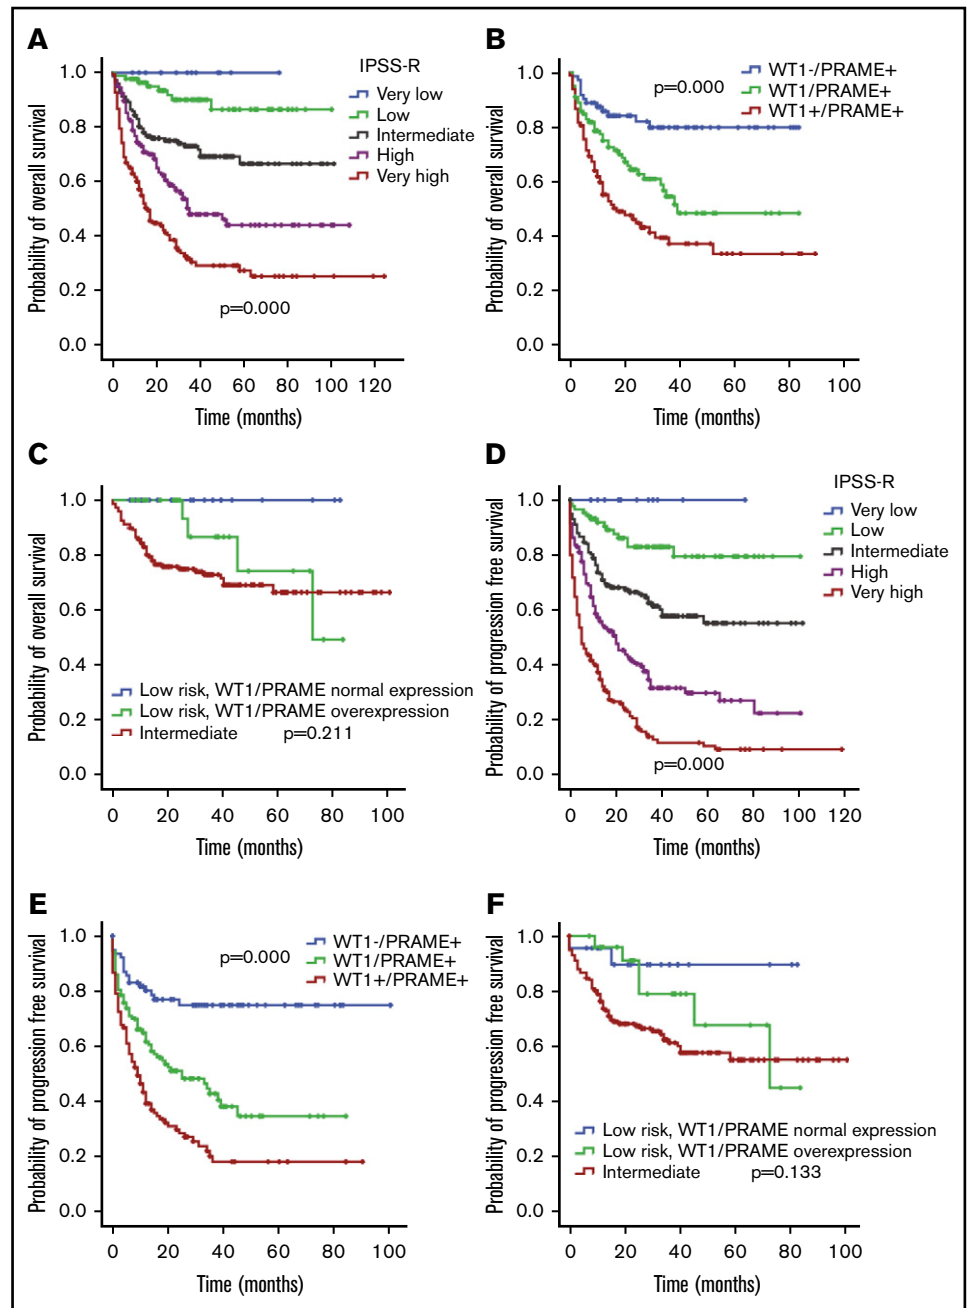 A
IPSS-R
Very low
Low
Intermediate
High
Very high
Probability of overall survival
1.0
0.8
0.6
0.4
0.2
0.0
p=0.000
0 20 40 60 80 100 120
Time (months)
B
WT1-/PRAME+
WT1/PRAME+
WT1+/PRAME+
p=0.000
Probability of overall survival
1.0
0.8
0.6
0.4
0.2
0.0
0 20 40 60 80 100
Time (months)
C
Probability of overall survival
1.0
0.8
0.6
0.4
0.2
0.0
Low risk, WT1/PRAME normal expression
Low risk, WT1/PRAME overexpression
Intermediate p=0.211
0 20 40 60 80 100
Time (months)
D
IPSS-R
Very low
Low
Intermediate
High
Very high
Probability of progression free survival
1.0
0.8
0.6
0.4
0.2
0.0
p=0.000
0 20 40 60 80 100 120
Time (months)
E
WT1-/PRAME+
WT1/PRAME+
WT1+/PRAME+
p=0.000
Probability of progression free survival
1.0
0.8
0.6
0.4
0.2
0.0
0 20 40 60 80 100
Time (months)
F
Probability of progression free survival
1.0
0.8
0.6
0.4
0.2
0.0
Low risk, WT1/PRAME normal expression
Low risk, WT1/PRAME overexpression
Intermediate p=0.133
0 20 40 60 80 100
Time (months)